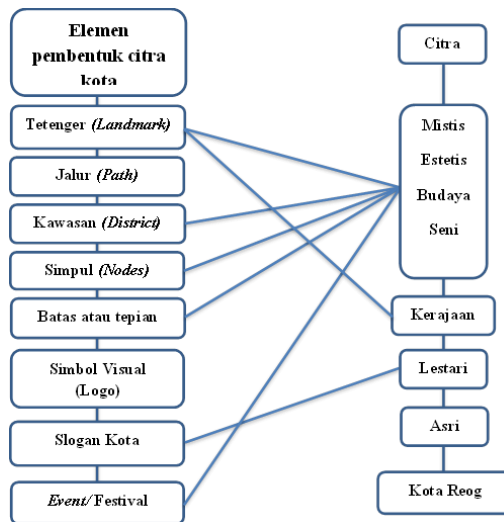 Elemen
pembentuk citra
kota
Tetenger (Landmark)
Jalur (Path)
Kawasan (District)
Simpul (Nodes)
Batas atau tepian
Simbol Visual
(Logo)
Slogan Kota
Event/ Festival
Citra
Mistis
Estetis
Budaya
Seni
Kerajaan
Lestari
Asri
Kota Reog